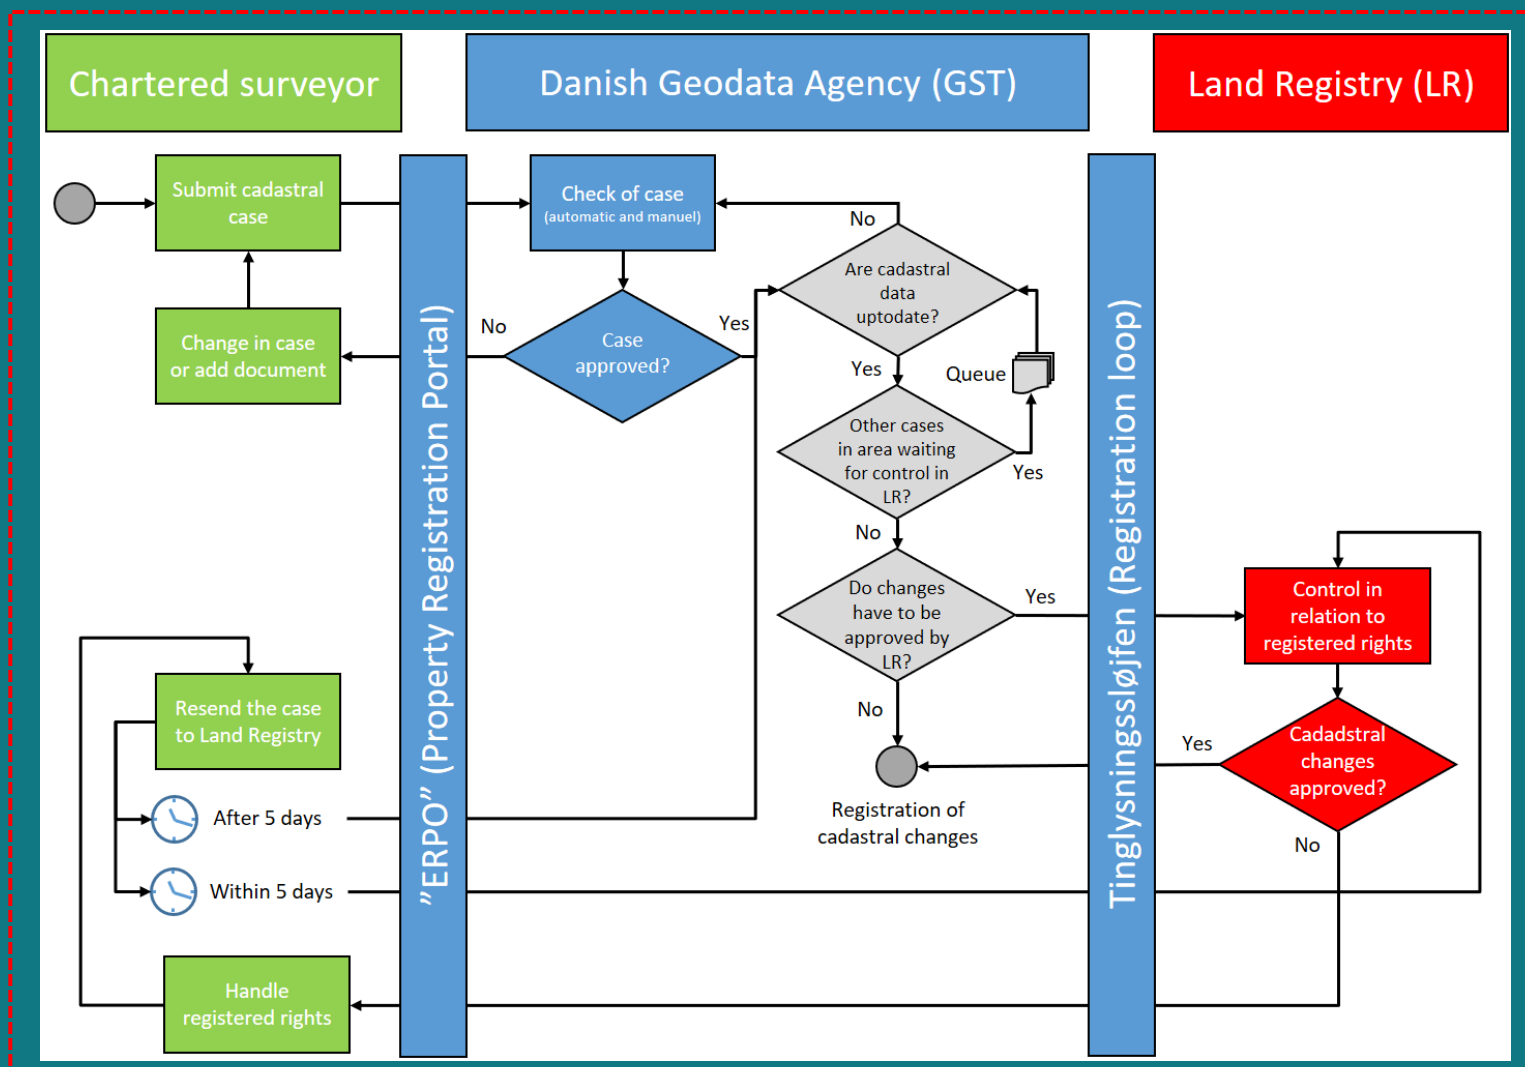 Chartered surveyor
Danish Geodata Agency (GST)
Land Registry (LR)
Submit cadastral
case
Check of case
(automatic and manuel)
No
Are cadastral
data
uptodate?
Change in case
or add document
No
Case
approved?
Yes
Yes
Queue
Other cases
in area waiting
for control in
LR?
Yes
No
Do changes
have to be
approved by
LR?
Yes
No
Control in
relation to
registered rights
Cadadstral
changes
approved?
Yes
No
Registration of
cadastral changes
Resend the case
to Land Registry
After 5 days
Within 5 days
Handle
registered rights
”ERPO” (Property Registration Portal)
Tinglysningssløjfen (Registration loop)